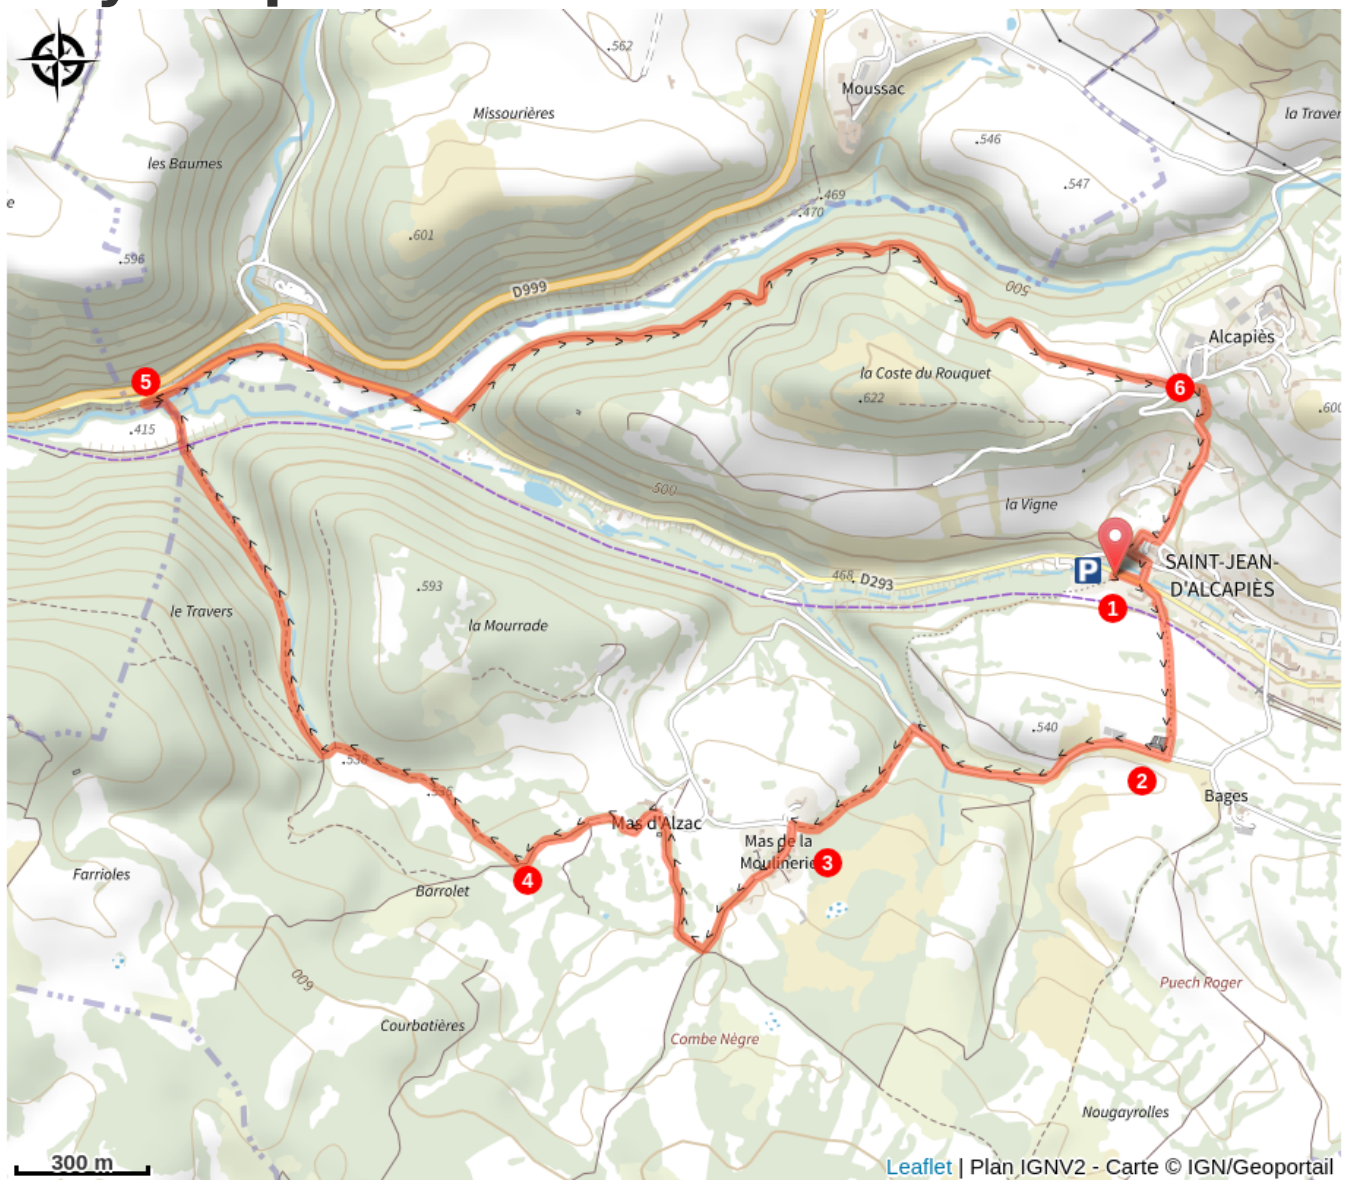 .562
Moussac
Missourières
la Traver
.546
les Baumes
.547
.469
.470
e
.601
.596
D999
500
Alcapiès
5
la Coste du Rouquet
6
.622
.600
.415
500
la Vigne
SAINT-JEAN-
D'ALCAPIÈS
P
468
D293
.593
1
le Travers
la Mourrade
.540
.538
2
.536
Bages
Mas d'Alzac
Mas de la
Moulinerie
3
Farrioles
4
Borrolet
600
Puech Roger
Courbatières
Combe Nègre
Nougayrolles
300 m
Leaflet | Plan IGNV2 - Carte © IGN/Geoportail